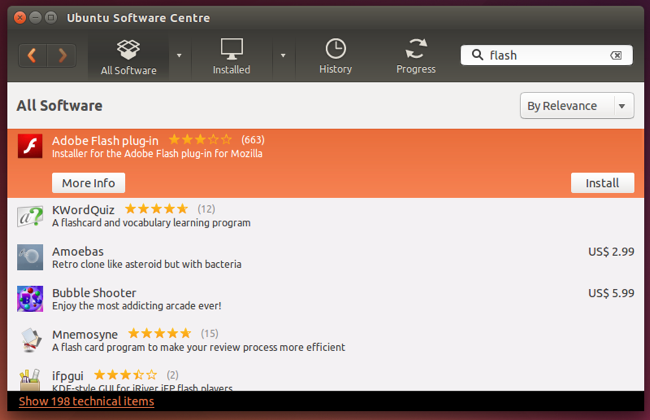 Ubuntu Software Centre
All Software
Installed
History
Progress
flash
All Software
By Relevance
Adobe Flash plug-in (663)
Installer for the Adobe Flash plug-in for Mozilla
More Info
Install
KWordQuiz (12)
A flashcard and vocabulary learning program
Amoebas
US$ 2.99
Retro clone like asteroid but with bacteria
Bubble Shooter
US$ 5.99
Enjoy the most addicting arcade ever!
Mnemosyne (15)
A flash card program to make your review process more efficient
ifpgui (2)
KDE-style GUI for iRiver iFP flash players
Show 198 technical items